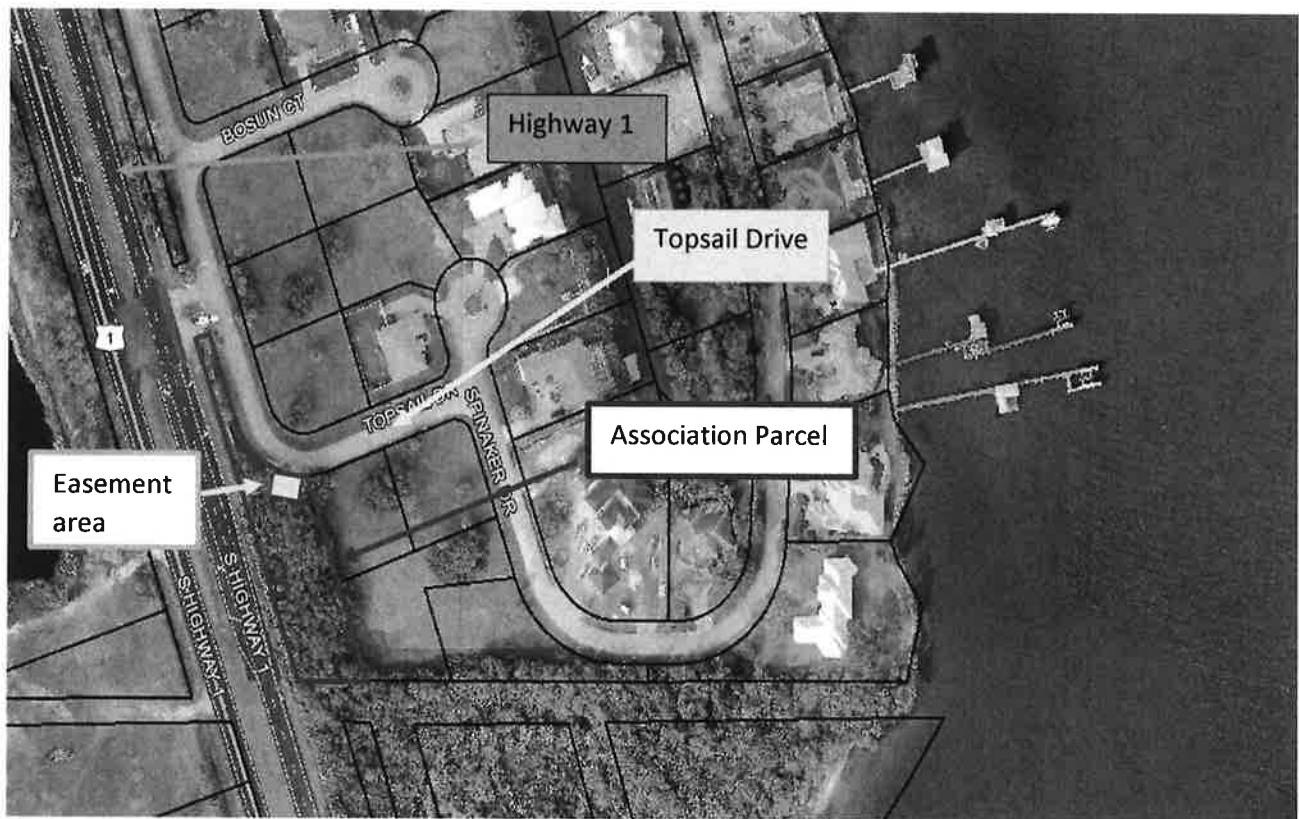 BOSUN CT
Highway 1
Topsail Drive
1
TOPSAIL DR
SPINAKER DR
Association Parcel
Easement
area
S HIGHWAY 1
S HIGHWAY 1